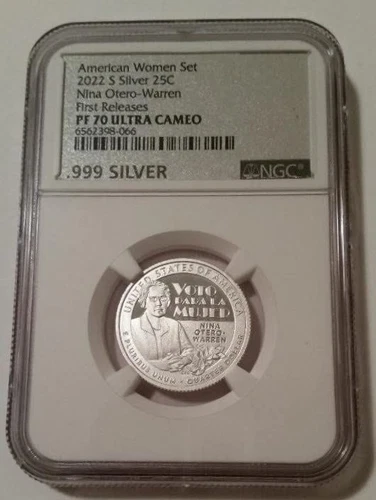 American Women Set
2022 S Silver 25C
Nina Otero-Warren
First Releases
PF 70 ULTRA CAMEO
6562398-066
.999 SILVER
NGC®
UNITED STATES OF AMERICA
VOTO
PARA LA
MUJER
NINA
OTERO-
WARREN
E PLURIBUS UNUM
QUARTER DOLLAR